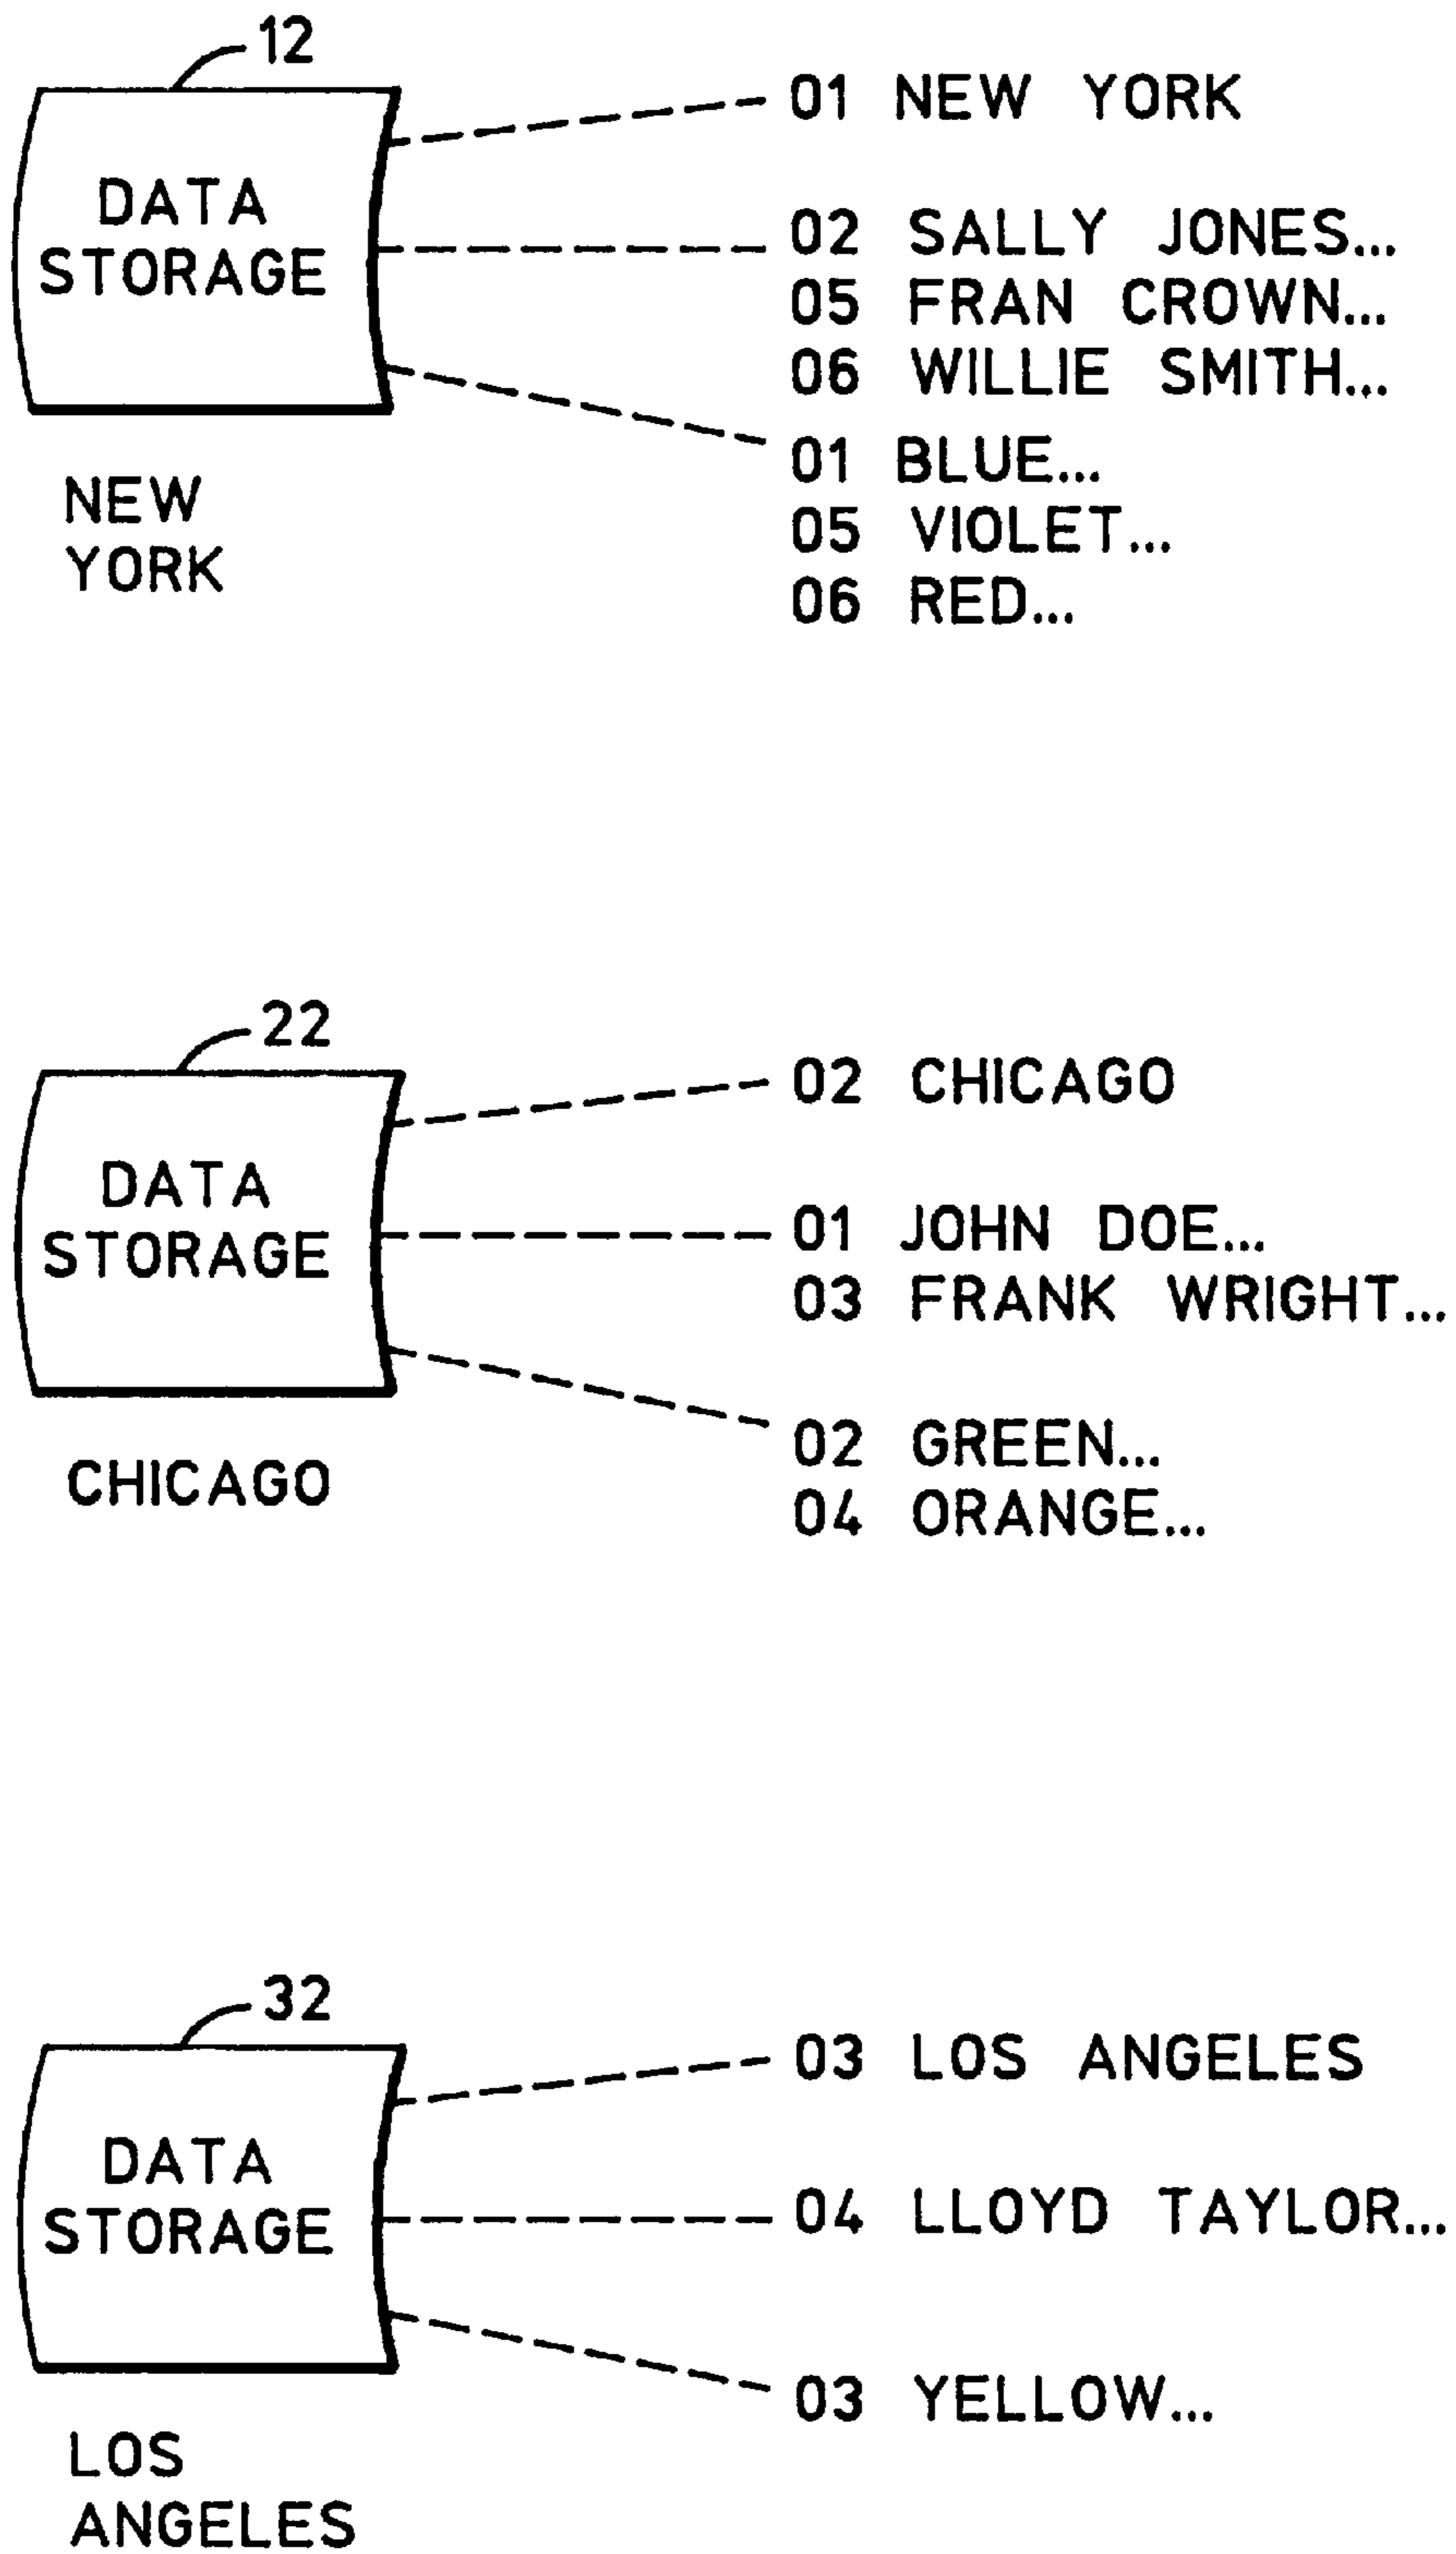 12
DATA
STORAGE
NEW
YORK
01 NEW YORK
02 SALLY JONES...
05 FRAN CROWN...
06 WILLIE SMITH...
01 BLUE...
05 VIOLET...
06 RED...
22
DATA
STORAGE
CHICAGO
02 CHICAGO
01 JOHN DOE...
03 FRANK WRIGHT...
02 GREEN...
04 ORANGE...
32
DATA
STORAGE
LOS
ANGELES
03 LOS ANGELES
04 LLOYD TAYLOR...
03 YELLOW...